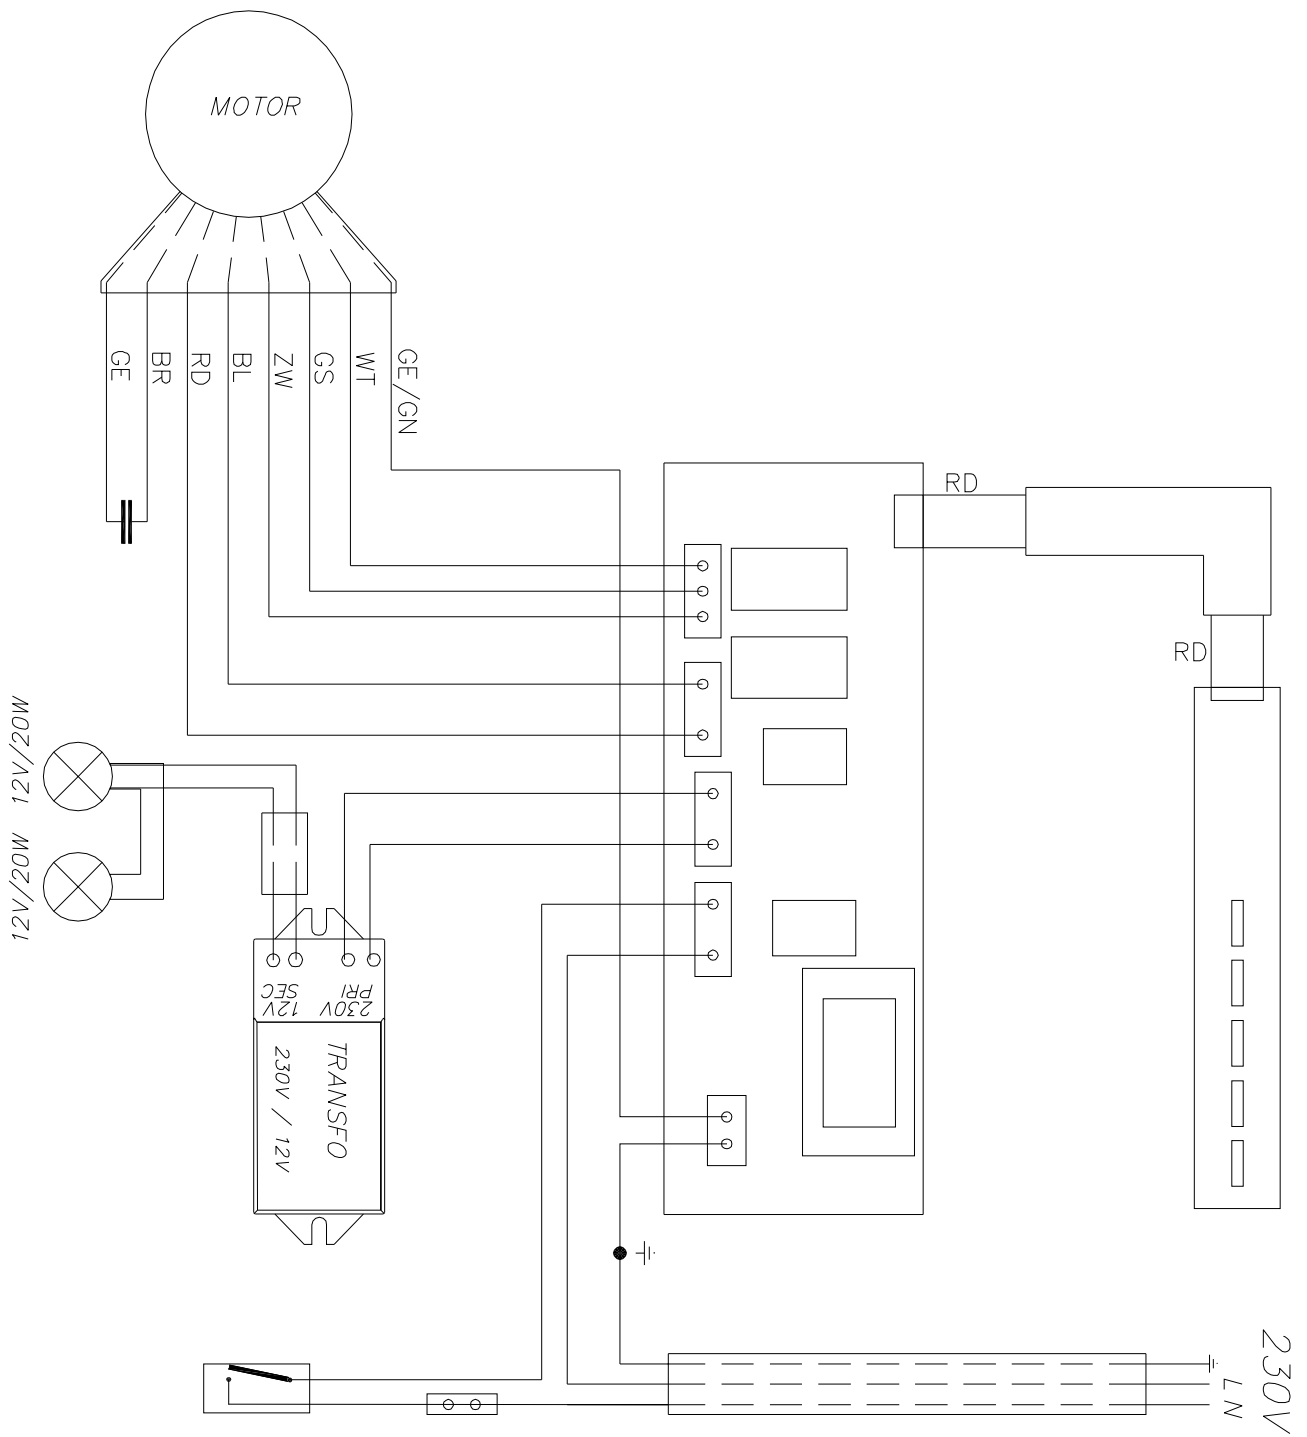 MOTOR
GE
BR
RD
BL
ZW
GS
WT
GE/GN
RD
RD
12V/20W
12V/20W
SEC
PRI
12V
230V
TRANSFO
230V / 12V
230V
L
N